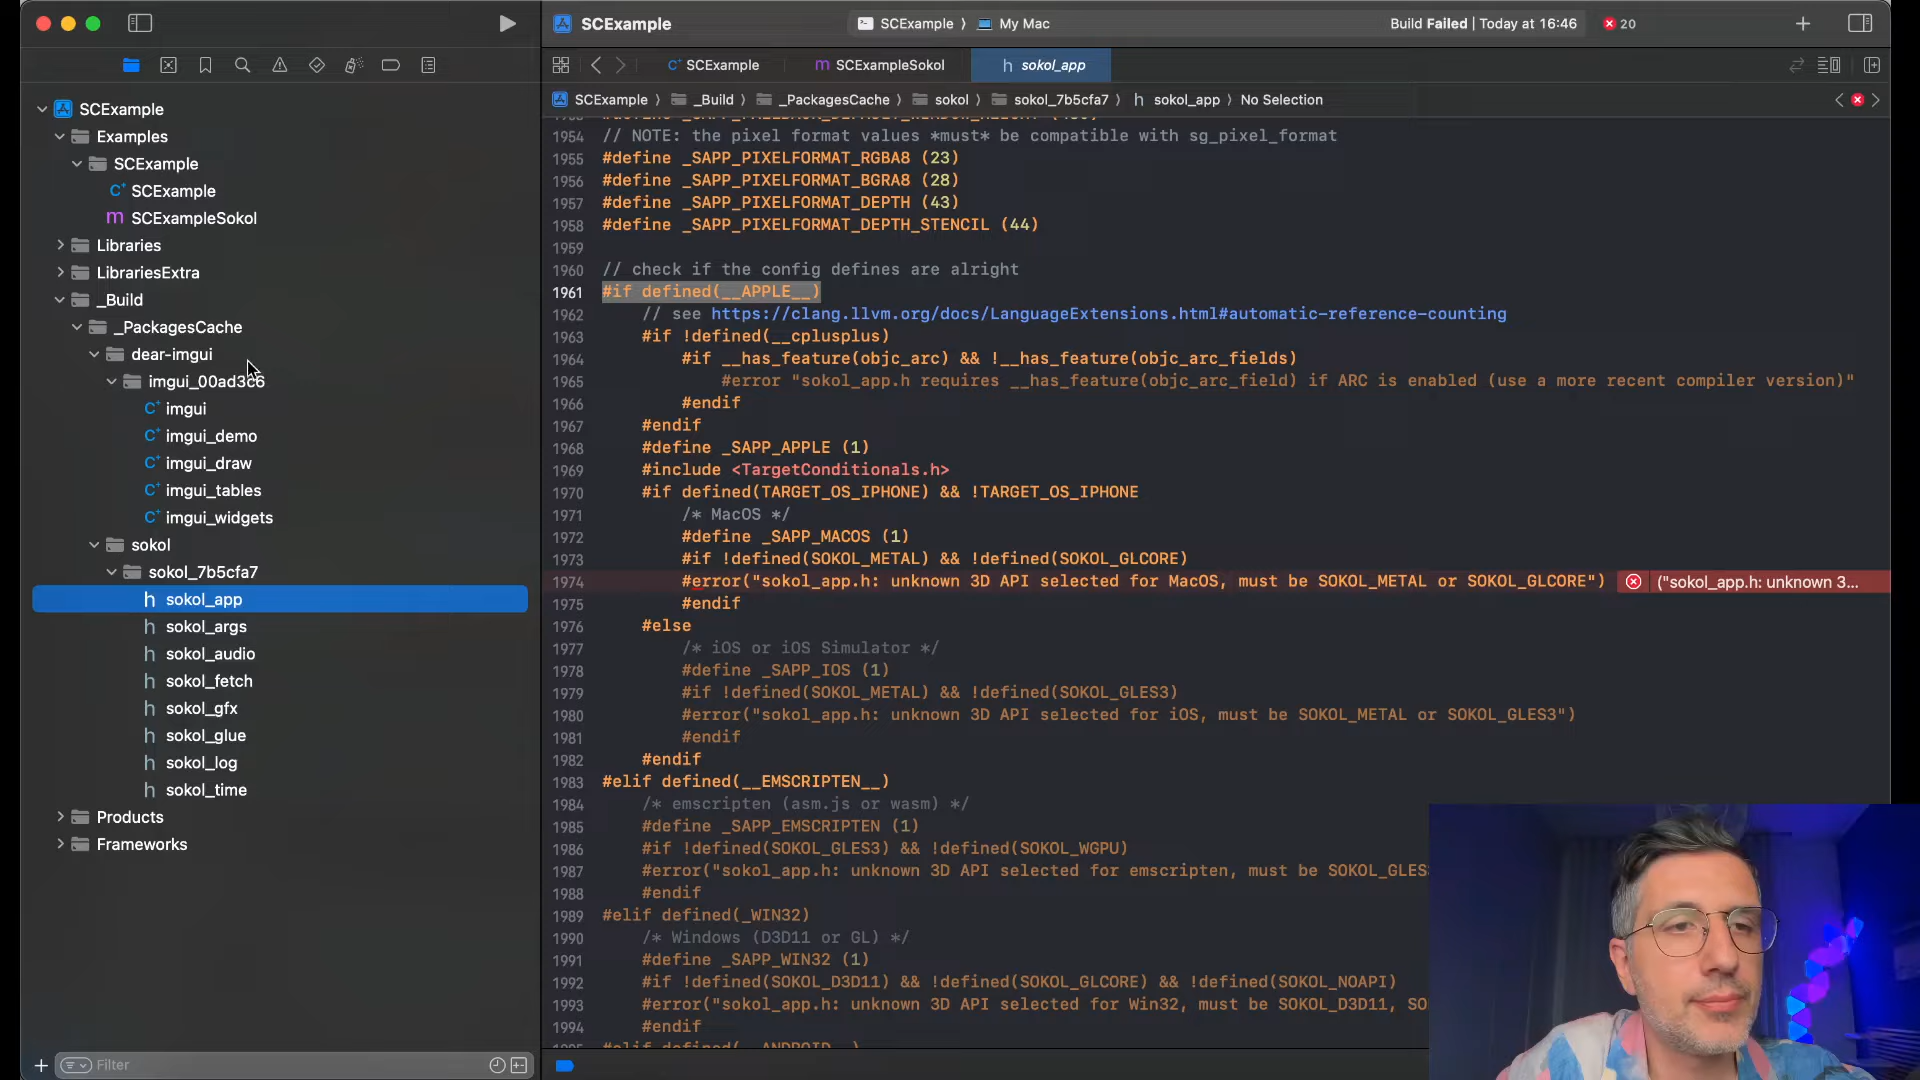 SCExample
SCExample 〉 My Mac
Build Failed | Today at 16:46
20
SCExample
SCExampleSokol
h sokol_app
SCExample 〉 _Build 〉 _PackagesCache 〉 sokol 〉 sokol_7b5cfa7 〉 h sokol_app 〉 No Selection
SCExample
Examples
SCExample
SCExample
m SCExampleSokol
Libraries
LibrariesExtra
_Build
_PackagesCache
dear-imgui
imgui_00ad3c6
imgui
imgui_demo
imgui_draw
imgui_tables
imgui_widgets
sokol
sokol_7b5cfa7
h sokol_app
h sokol_args
h sokol_audio
h sokol_fetch
h sokol_gfx
h sokol_glue
h sokol_log
h sokol_time
Products
Frameworks
Filter
1954 // NOTE: the pixel format values *must* be compatible with sg_pixel_format
1955 #define _SAPP_PIXELFORMAT_RGBA8 (23)
1956 #define _SAPP_PIXELFORMAT_BGRA8 (28)
1957 #define _SAPP_PIXELFORMAT_DEPTH (43)
1958 #define _SAPP_PIXELFORMAT_DEPTH_STENCIL (44)
1959
1960 // check if the config defines are alright
1961 #if defined(__APPLE__)
1962 // see https://clang.llvm.org/docs/LanguageExtensions.html#automatic-reference-counting
1963 #if !defined(__cplusplus)
1964 #if __has_feature(objc_arc) && !__has_feature(objc_arc_fields)
1965 #error "sokol_app.h requires __has_feature(objc_arc_field) if ARC is enabled (use a more recent compiler version)"
1966 #endif
1967 #endif
1968 #define _SAPP_APPLE (1)
1969 #include <TargetConditionals.h>
1970 #if defined(TARGET_OS_IPHONE) && !TARGET_OS_IPHONE
1971 /* MacOS */
1972 #define _SAPP_MACOS (1)
1973 #if !defined(SOKOL_METAL) && !defined(SOKOL_GLCORE)
1974 #error("sokol_app.h: unknown 3D API selected for MacOS, must be SOKOL_METAL or SOKOL_GLCORE") ("sokol_app.h: unknown 3...
1975 #endif
1976 #else
1977 /* iOS or iOS Simulator */
1978 #define _SAPP_IOS (1)
1979 #if !defined(SOKOL_METAL) && !defined(SOKOL_GLES3)
1980 #error("sokol_app.h: unknown 3D API selected for iOS, must be SOKOL_METAL or SOKOL_GLES3")
1981 #endif
1982 #endif
1983 #elif defined(__EMSCRIPTEN__)
1984 /* emscripten (asm.js or wasm) */
1985 #define _SAPP_EMSCRIPTEN (1)
1986 #if !defined(SOKOL_GLES3) && !defined(SOKOL_WGPU)
1987 #error("sokol_app.h: unknown 3D API selected for emscripten, must be SOKOL_GLES
1988 #endif
1989 #elif defined(_WIN32)
1990 /* Windows (D3D11 or GL) */
1991 #define _SAPP_WIN32 (1)
1992 #if !defined(SOKOL_D3D11) && !defined(SOKOL_GLCORE) && !defined(SOKOL_NOAPI)
1993 #error("sokol_app.h: unknown 3D API selected for Win32, must be SOKOL_D3D11, SO
1994 #endif
#elif defined(__ANDROID__)